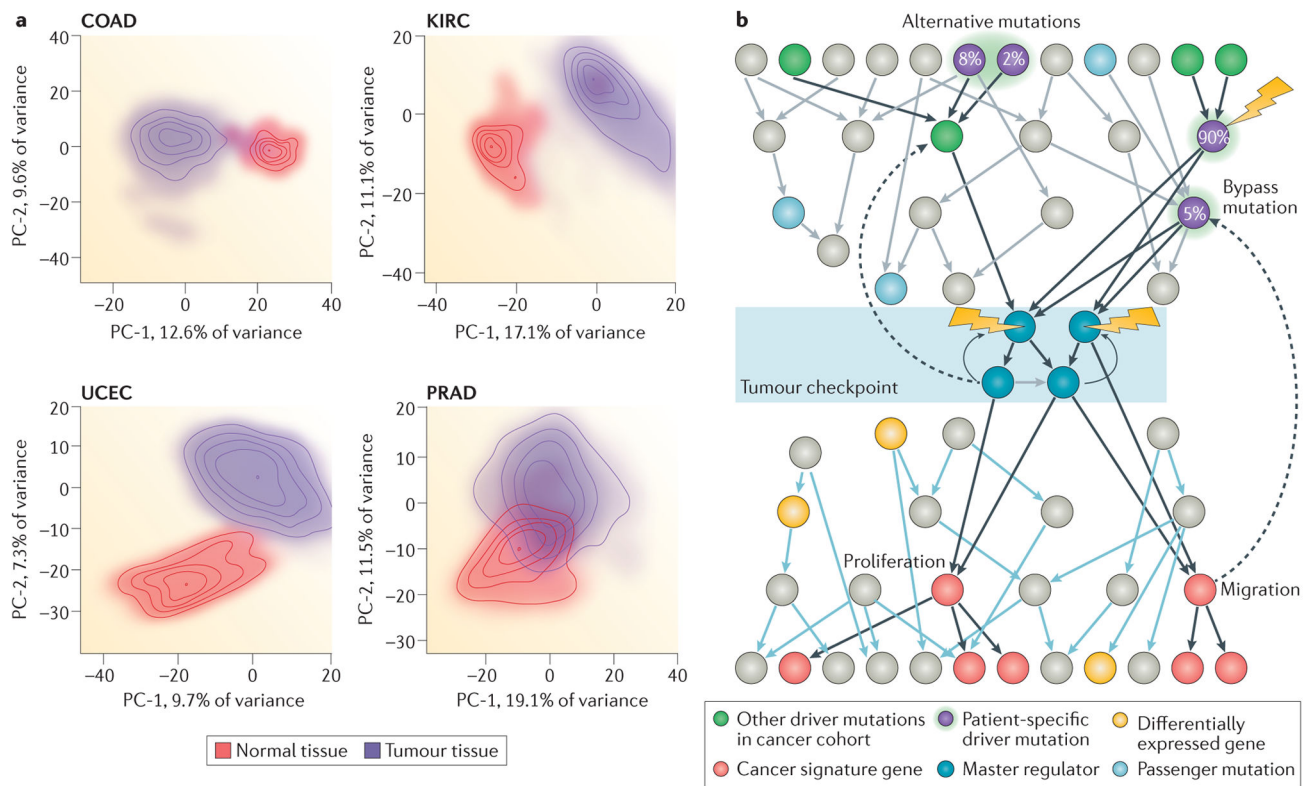 a
COAD
40
20
0
−20
−40
PC-2, 9.6% of variance
−20
0
20
40
PC-1, 12.6% of variance
KIRC
20
0
−20
−40
PC-2, 11.1% of variance
−40
−20
0
20
PC-1, 17.1% of variance
UCEC
20
10
0
−10
−20
−30
PC-2, 7.3% of variance
−40
−20
0
20
PC-1, 9.7% of variance
PRAD
20
10
0
−10
−20
−30
PC-2, 11.5% of variance
−20
0
20
40
PC-1, 19.1% of variance
Normal tissue
Tumour tissue
b
Alternative mutations
8%
2%
90%
Bypass
mutation
5%
Tumour checkpoint
Proliferation
Migration
Other driver mutations
in cancer cohort
Patient-specific
driver mutation
Differentially
expressed gene
Cancer signature gene
Master regulator
Passenger mutation